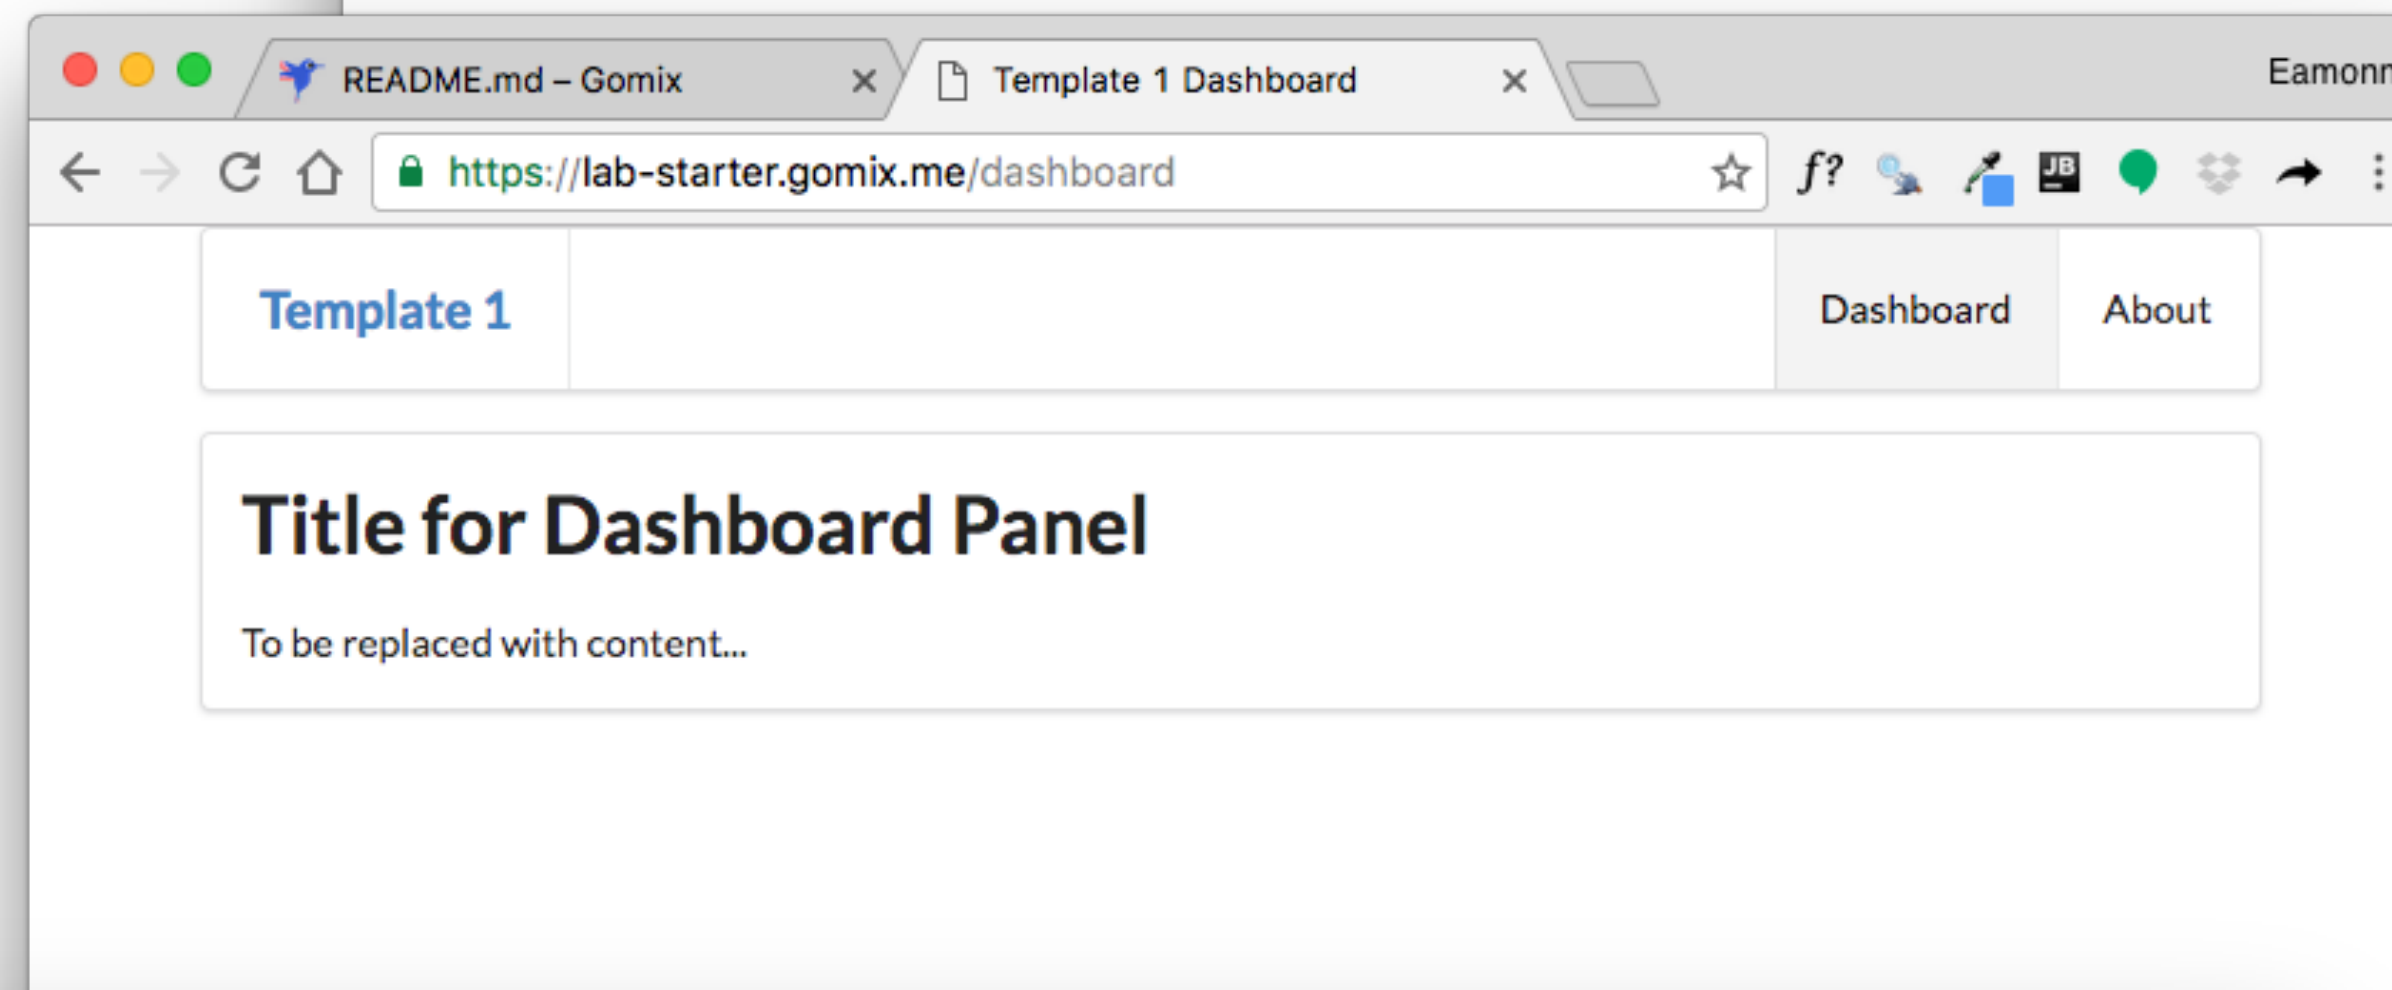 README.md – Gomix
Template 1 Dashboard
https://lab-starter.gomix.me/dashboard
f?
JB
Template 1
Dashboard
About
Title for Dashboard Panel
To be replaced with content...